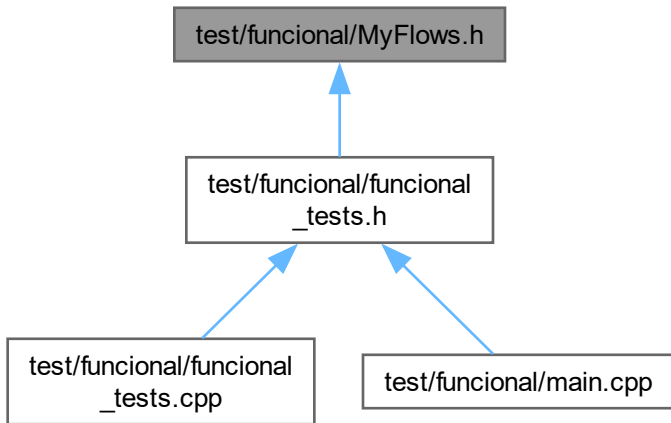 test/funcional/MyFlows.h
test/funcional/funcional
_tests.h
test/funcional/funcional
_tests.cpp
test/funcional/main.cpp